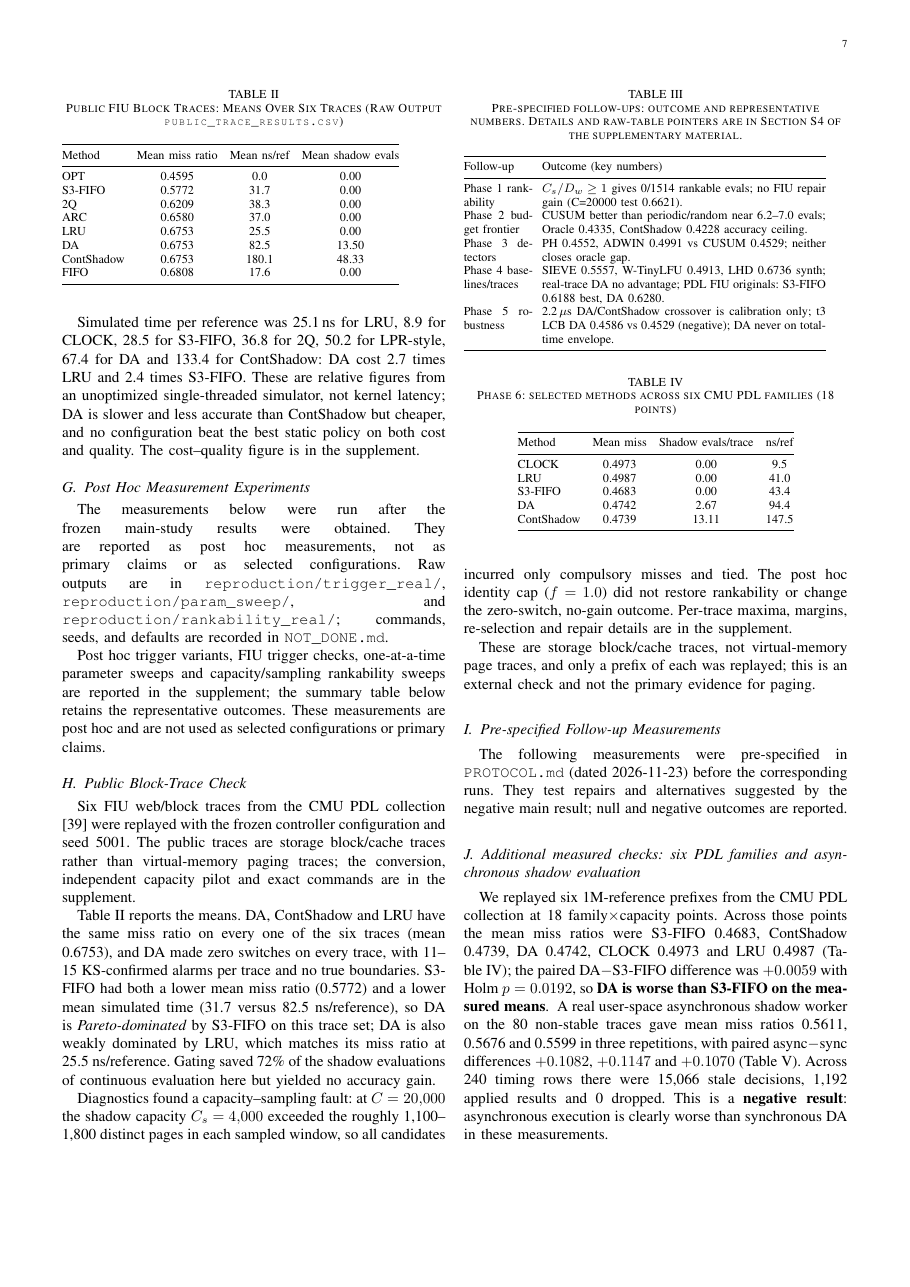 7
TABLE II
PUBLIC FIU BLOCK TRACES: MEANS OVER SIX TRACES (RAW OUTPUT
PUBLIC_TRACE_RESULTS.CSV)
Method Mean miss ratio Mean ns/ref Mean shadow evals
OPT 0.4595 0.0 0.00
S3-FIFO 0.5772 31.7 0.00
2Q 0.6209 38.3 0.00
ARC 0.6580 37.0 0.00
LRU 0.6753 25.5 0.00
DA 0.6753 82.5 13.50
ContShadow 0.6753 180.1 48.33
FIFO 0.6808 17.6 0.00
Simulated time per reference was 25.1 ns for LRU, 8.9 for
CLOCK, 28.5 for S3-FIFO, 36.8 for 2Q, 50.2 for LPR-style,
67.4 for DA and 133.4 for ContShadow: DA cost 2.7 times
LRU and 2.4 times S3-FIFO. These are relative figures from
an unoptimized single-threaded simulator, not kernel latency;
DA is slower and less accurate than ContShadow but cheaper,
and no configuration beat the best static policy on both cost
and quality. The cost–quality figure is in the supplement.
G. Post Hoc Measurement Experiments
The measurements below were run after the
frozen main-study results were obtained. They
are reported as post hoc measurements, not as
primary claims or as selected configurations. Raw
outputs are in reproduction/trigger_real/,
reproduction/param_sweep/, and
reproduction/rankability_real/; commands,
seeds, and defaults are recorded in NOT_DONE.md.
Post hoc trigger variants, FIU trigger checks, one-at-a-time
parameter sweeps and capacity/sampling rankability sweeps
are reported in the supplement; the summary table below
retains the representative outcomes. These measurements are
post hoc and are not used as selected configurations or primary
claims.
H. Public Block-Trace Check
Six FIU web/block traces from the CMU PDL collection
[39] were replayed with the frozen controller configuration and
seed 5001. The public traces are storage block/cache traces
rather than virtual-memory paging traces; the conversion,
independent capacity pilot and exact commands are in the
supplement.
Table II reports the means. DA, ContShadow and LRU have
the same miss ratio on every one of the six traces (mean
0.6753), and DA made zero switches on every trace, with 11–
15 KS-confirmed alarms per trace and no true boundaries. S3-
FIFO had both a lower mean miss ratio (0.5772) and a lower
mean simulated time (31.7 versus 82.5 ns/reference), so DA
is Pareto-dominated by S3-FIFO on this trace set; DA is also
weakly dominated by LRU, which matches its miss ratio at
25.5 ns/reference. Gating saved 72% of the shadow evaluations
of continuous evaluation here but yielded no accuracy gain.
Diagnostics found a capacity–sampling fault: at C = 20,000
the shadow capacity Cs = 4,000 exceeded the roughly 1,100–
1,800 distinct pages in each sampled window, so all candidates
TABLE III
PRE-SPECIFIED FOLLOW-UPS: OUTCOME AND REPRESENTATIVE
NUMBERS. DETAILS AND RAW-TABLE POINTERS ARE IN SECTION S4 OF
THE SUPPLEMENTARY MATERIAL.
Follow-up Outcome (key numbers)
Phase 1 rank- Cs/Dw ≥ 1 gives 0/1514 rankable evals; no FIU repair
ability gain (C=20000 test 0.6621).
Phase 2 bud- CUSUM better than periodic/random near 6.2–7.0 evals;
get frontier Oracle 0.4335, ContShadow 0.4228 accuracy ceiling.
Phase 3 de- PH 0.4552, ADWIN 0.4991 vs CUSUM 0.4529; neither
tectors closes oracle gap.
Phase 4 base- SIEVE 0.5557, W-TinyLFU 0.4913, LHD 0.6736 synth;
lines/traces real-trace DA no advantage; PDL FIU originals: S3-FIFO
0.6188 best, DA 0.6280.
Phase 5 ro- 2.2 μs DA/ContShadow crossover is calibration only; t3
bustness LCB DA 0.4586 vs 0.4529 (negative); DA never on total-
time envelope.
TABLE IV
PHASE 6: SELECTED METHODS ACROSS SIX CMU PDL FAMILIES (18
POINTS)
Method Mean miss Shadow evals/trace ns/ref
CLOCK 0.4973 0.00 9.5
LRU 0.4987 0.00 41.0
S3-FIFO 0.4683 0.00 43.4
DA 0.4742 2.67 94.4
ContShadow 0.4739 13.11 147.5
incurred only compulsory misses and tied. The post hoc
identity cap (f = 1.0) did not restore rankability or change
the zero-switch, no-gain outcome. Per-trace maxima, margins,
re-selection and repair details are in the supplement.
These are storage block/cache traces, not virtual-memory
page traces, and only a prefix of each was replayed; this is an
external check and not the primary evidence for paging.
I. Pre-specified Follow-up Measurements
The following measurements were pre-specified in
PROTOCOL.md (dated 2026-11-23) before the corresponding
runs. They test repairs and alternatives suggested by the
negative main result; null and negative outcomes are reported.
J. Additional measured checks: six PDL families and asyn-
chronous shadow evaluation
We replayed six 1M-reference prefixes from the CMU PDL
collection at 18 family×capacity points. Across those points
the mean miss ratios were S3-FIFO 0.4683, ContShadow
0.4739, DA 0.4742, CLOCK 0.4973 and LRU 0.4987 (Ta-
ble IV); the paired DA−S3-FIFO difference was +0.0059 with
Holm p = 0.0192, so DA is worse than S3-FIFO on the mea-
sured means. A real user-space asynchronous shadow worker
on the 80 non-stable traces gave mean miss ratios 0.5611,
0.5676 and 0.5599 in three repetitions, with paired async−sync
differences +0.1082, +0.1147 and +0.1070 (Table V). Across
240 timing rows there were 15,066 stale decisions, 1,192
applied results and 0 dropped. This is a negative result:
asynchronous execution is clearly worse than synchronous DA
in these measurements.